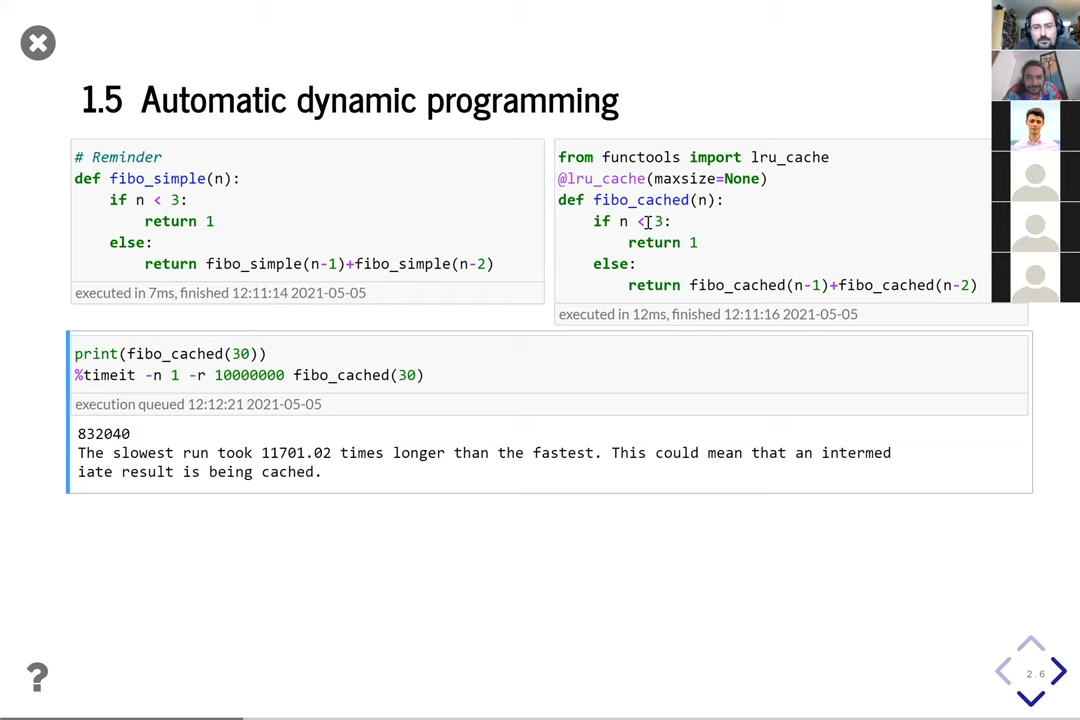 1.5 Automatic dynamic programming
# Reminder
def fibo_simple(n):
    if n < 3:
        return 1
    else:
        return fibo_simple(n-1)+fibo_simple(n-2)
executed in 7ms, finished 12:11:14 2021-05-05
from functools import lru_cache
@lru_cache(maxsize=None)
def fibo_cached(n):
    if n < 3:
        return 1
    else:
        return fibo_cached(n-1)+fibo_cached(n-2)
executed in 12ms, finished 12:11:16 2021-05-05
print(fibo_cached(30))
%timeit -n 1 -r 10000000 fibo_cached(30)
execution queued 12:12:21 2021-05-05
832040
The slowest run took 11701.02 times longer than the fastest. This could mean that an intermed
iate result is being cached.
?
2.6